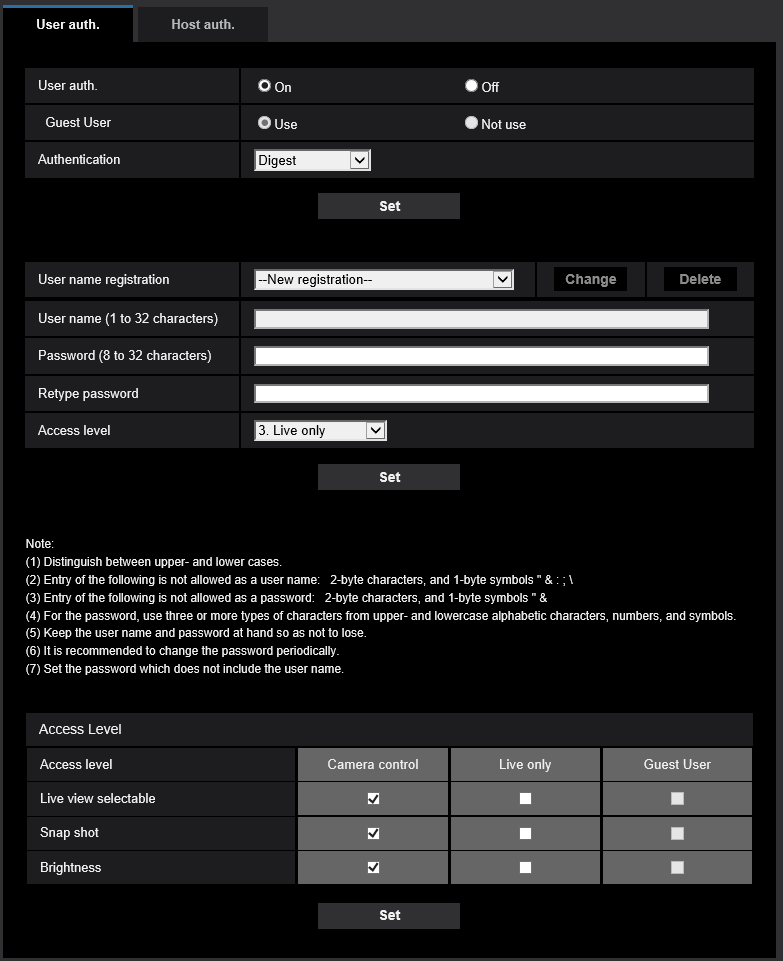 User auth. Host auth.
User auth. On Off
Guest User Use Not use
Authentication Digest
Set
User name registration --New registration-- Change Delete
User name (1 to 32 characters)
Password (8 to 32 characters)
Retype password
Access level 3. Live only
Set
Note:
(1) Distinguish between upper- and lower cases.
(2) Entry of the following is not allowed as a user name: 2-byte characters, and 1-byte symbols " & : ; \
(3) Entry of the following is not allowed as a password: 2-byte characters, and 1-byte symbols " &
(4) For the password, use three or more types of characters from upper- and lowercase alphabetic characters, numbers, and symbols.
(5) Keep the user name and password at hand so as not to lose.
(6) It is recommended to change the password periodically.
(7) Set the password which does not include the user name.
Access Level
Access level Camera control Live only Guest User
Live view selectable
Snap shot
Brightness
Set